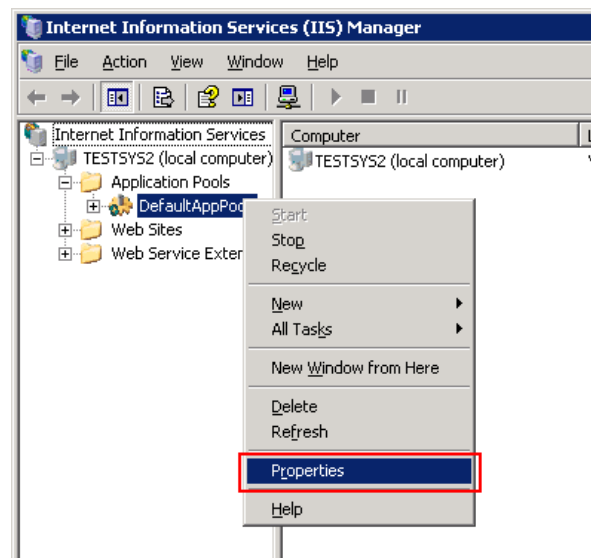 Internet Information Services (IIS) Manager
File Action View Window Help
Internet Information Services
Computer
TESTSYS2 (local computer)
TESTSYS2 (local computer)
Application Pools
DefaultAppPoo
Web Sites
Web Service Exter
Start
Stop
Recycle
New
All Tasks
New Window from Here
Delete
Refresh
Properties
Help